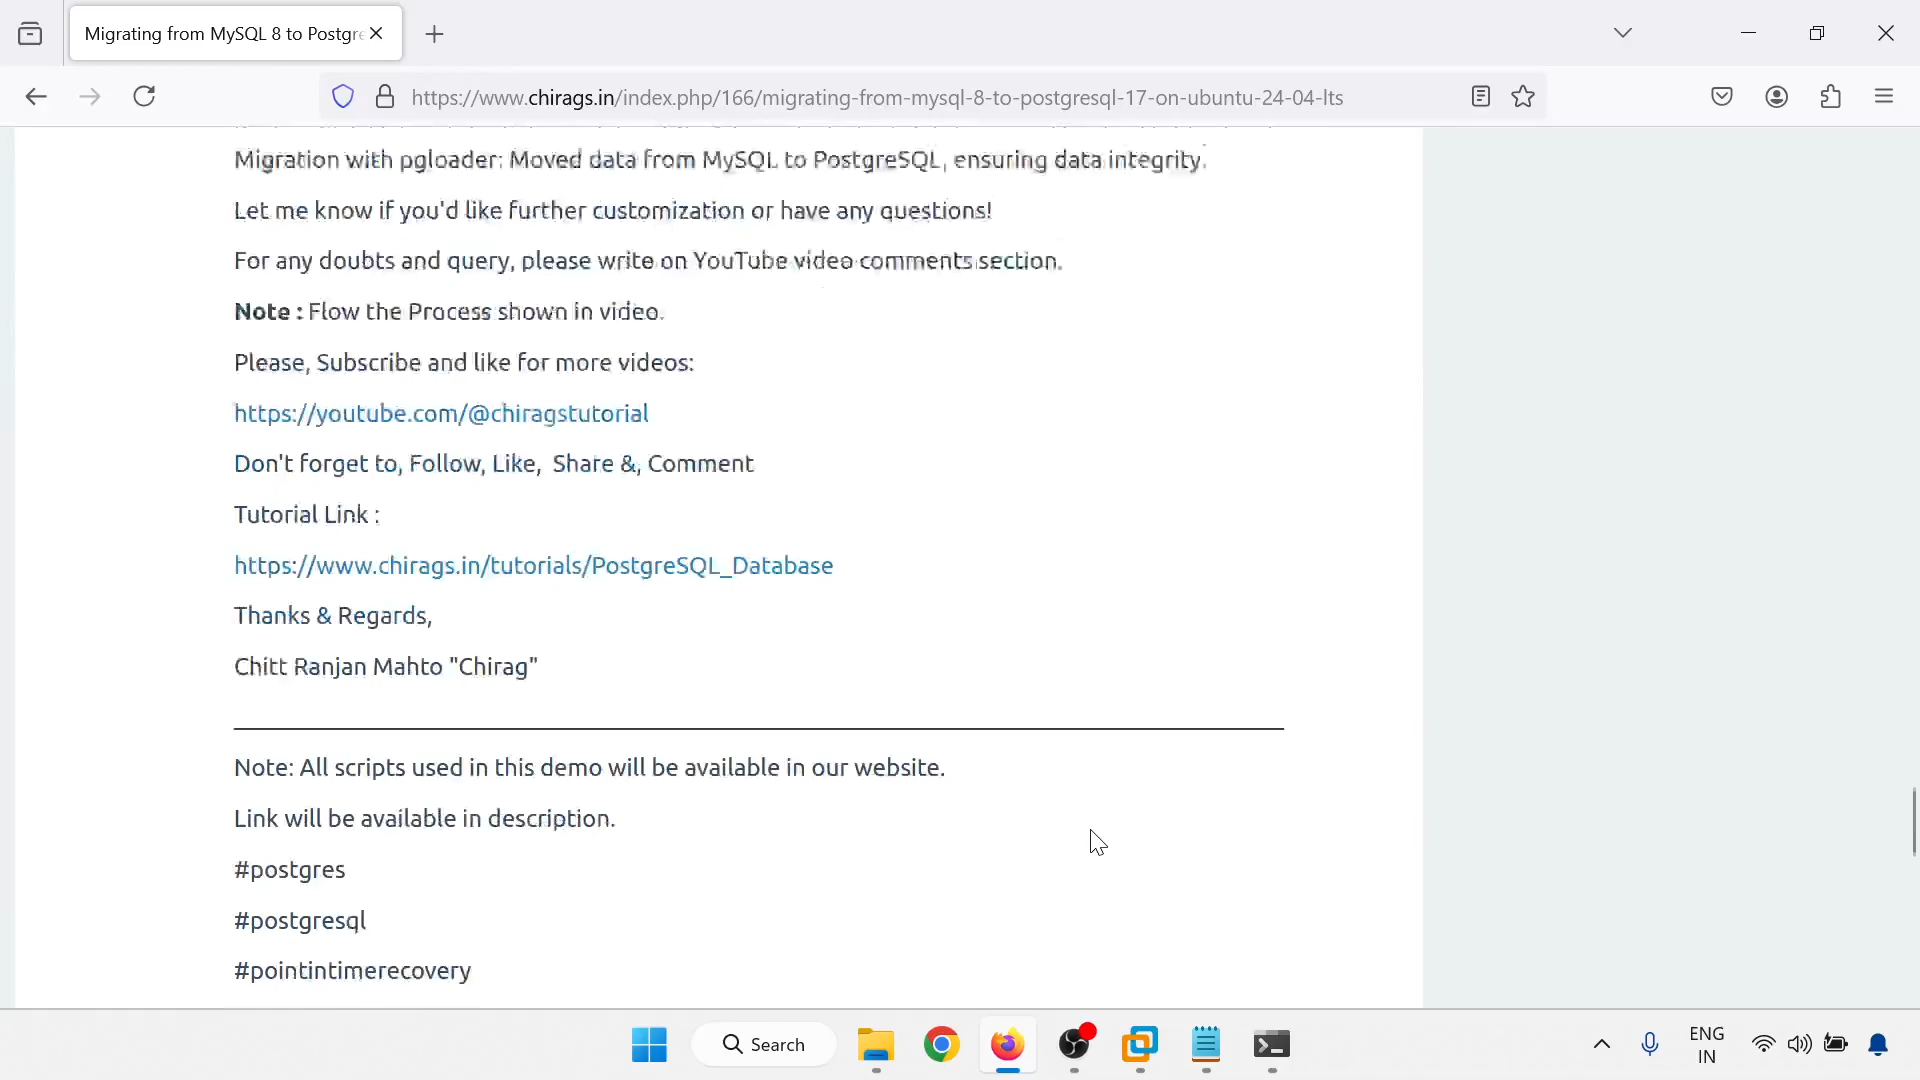 Migrating from MySQL 8 to Postgre
https://www.chirags.in/index.php/166/migrating-from-mysql-8-to-postgresql-17-on-ubuntu-24-04-lts
Migration with pgloader: Moved data from MySQL to PostgreSQL, ensuring data integrity.
Let me know if you'd like further customization or have any questions!
For any doubts and query, please write on YouTube video comments section.
Note : Flow the Process shown in video.
Please, Subscribe and like for more videos:
https://youtube.com/@chiragstutorial
Don't forget to, Follow, Like,  Share &, Comment
Tutorial Link :
https://www.chirags.in/tutorials/PostgreSQL_Database
Thanks & Regards,
Chitt Ranjan Mahto "Chirag"
Note: All scripts used in this demo will be available in our website.
Link will be available in description.
#postgres
#postgresql
#pointintimerecovery
Search
ENG
IN